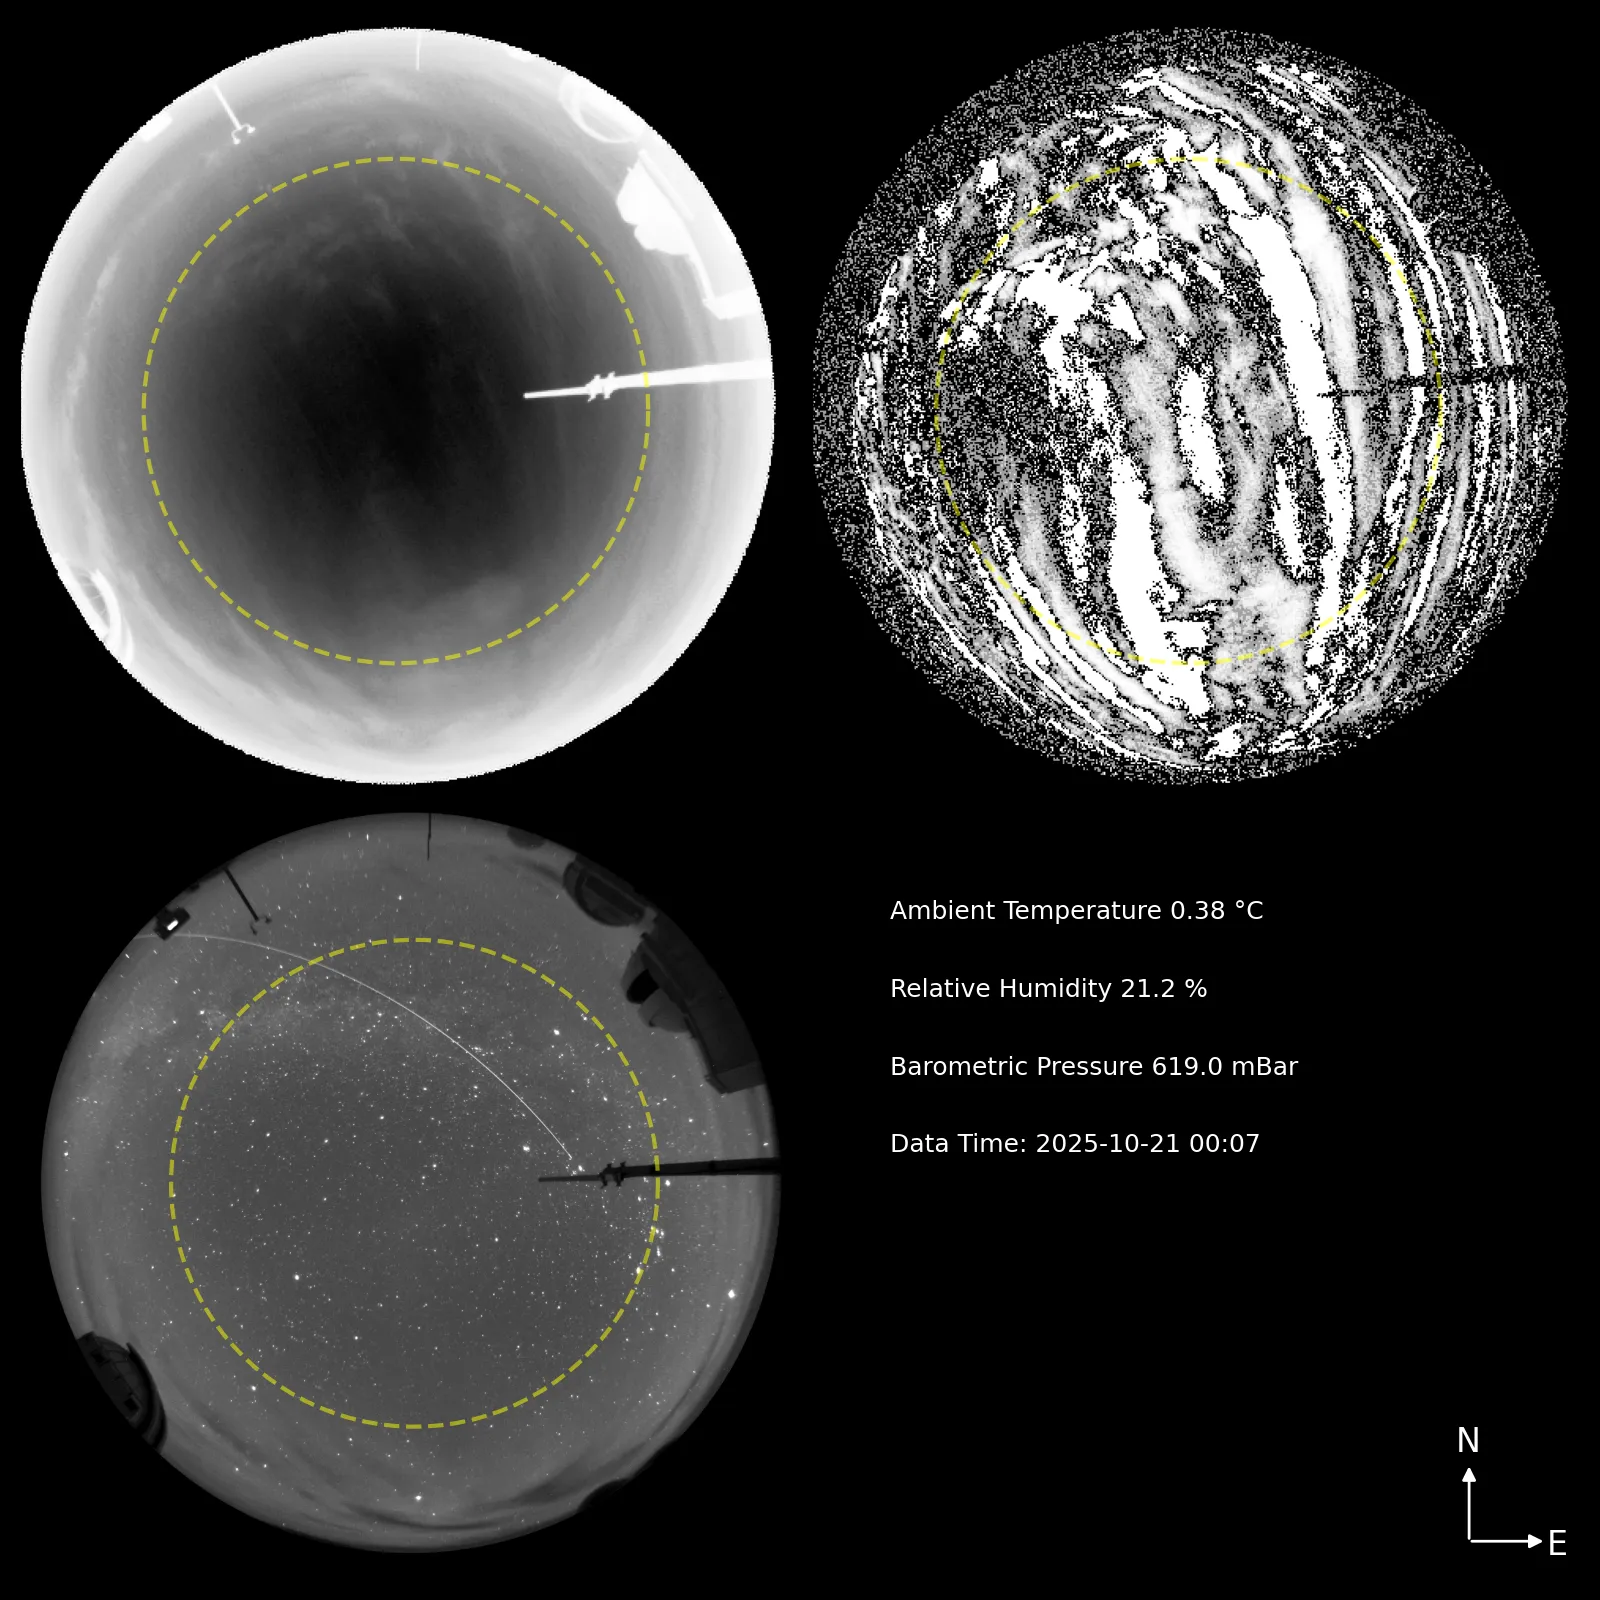 Ambient Temperature 0.38 °C
Relative Humidity 21.2 %
Barometric Pressure 619.0 mBar
Data Time: 2025-10-21 00:07
N
E